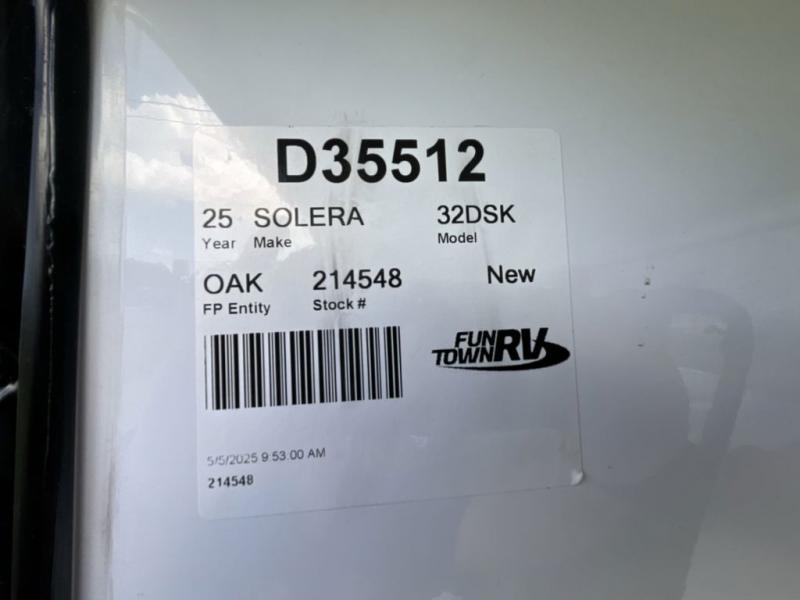 D35512
25 SOLERA 32DSK
Year Make Model
OAK 214548 New
FP Entity Stock #
FUN
TOWN RV
5/5/2025 9 53:00 AM
214548